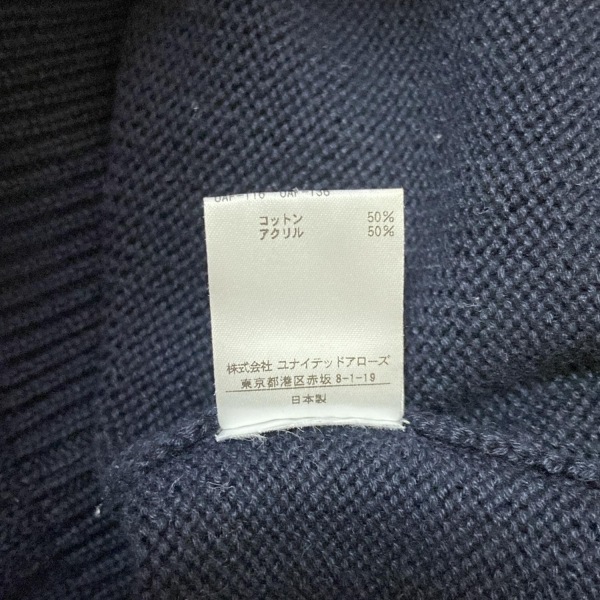 コットン 50%
アクリル 50%
株式会社 ユナイテッドアローズ
東京都港区赤坂 8-1-19
日本製